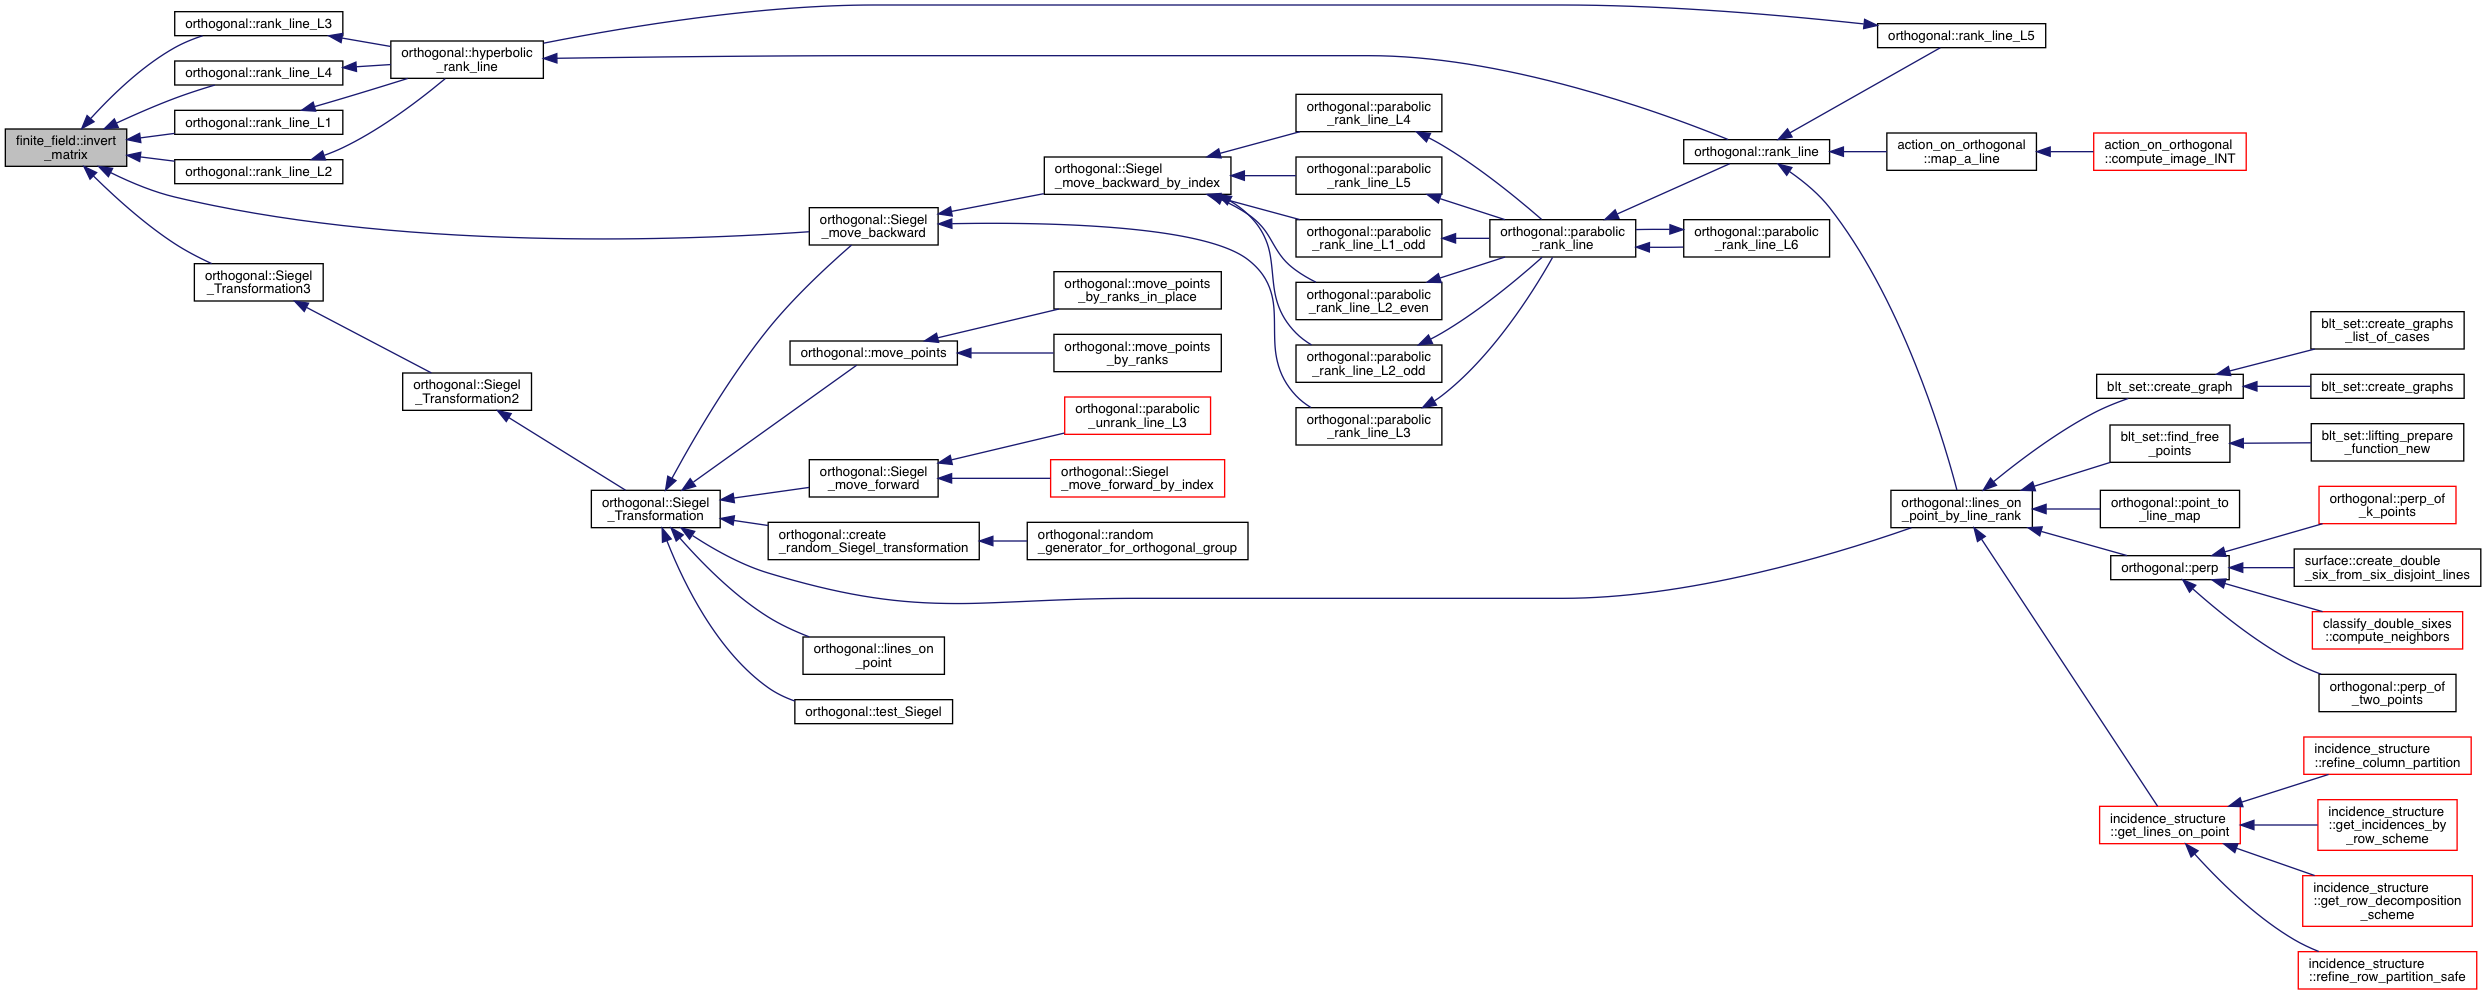 orthogonal::rank_line_L3
orthogonal::rank_line_L4
orthogonal::rank_line_L1
orthogonal::rank_line_L2
finite_field::invert
_matrix
orthogonal::Siegel
_Transformation3
orthogonal::hyperbolic
_rank_line
orthogonal::Siegel
_Transformation2
orthogonal::Siegel
_Transformation
orthogonal::Siegel
_move_backward
orthogonal::move_points
orthogonal::Siegel
_move_forward
orthogonal::create
_random_Siegel_transformation
orthogonal::lines_on
_point
orthogonal::test_Siegel
orthogonal::Siegel
_move_backward_by_index
orthogonal::move_points
_by_ranks_in_place
orthogonal::move_points
_by_ranks
orthogonal::parabolic
_unrank_line_L3
orthogonal::Siegel
_move_forward_by_index
orthogonal::random
_generator_for_orthogonal_group
orthogonal::parabolic
_rank_line_L4
orthogonal::parabolic
_rank_line_L5
orthogonal::parabolic
_rank_line_L1_odd
orthogonal::parabolic
_rank_line_L2_even
orthogonal::parabolic
_rank_line_L2_odd
orthogonal::parabolic
_rank_line_L3
orthogonal::parabolic
_rank_line
orthogonal::rank_line
orthogonal::parabolic
_rank_line_L6
orthogonal::rank_line_L5
action_on_orthogonal
::map_a_line
action_on_orthogonal
::compute_image_INT
orthogonal::lines_on
_point_by_line_rank
blt_set::create_graph
blt_set::find_free
_points
orthogonal::point_to
_line_map
orthogonal::perp
incidence_structure
::get_lines_on_point
blt_set::create_graphs
_list_of_cases
blt_set::create_graphs
blt_set::lifting_prepare
_function_new
orthogonal::perp_of
_k_points
surface::create_double
_six_from_six_disjoint_lines
classify_double_sixes
::compute_neighbors
orthogonal::perp_of
_two_points
incidence_structure
::refine_column_partition
incidence_structure
::get_incidences_by
_row_scheme
incidence_structure
::get_row_decomposition
_scheme
incidence_structure
::refine_row_partition_safe